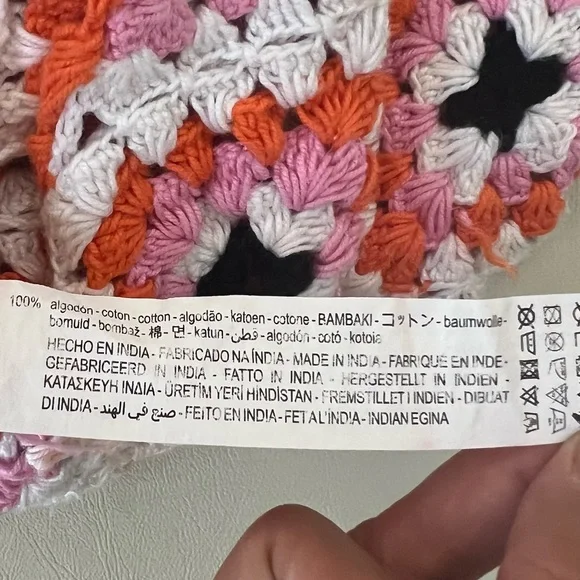 100% algodón - coton - cotton - algodão - katoen - cotone - BAMBAKI - コットン - baumwolle -
bomuld - bombaž - 棉 - 면 - katun - قطن - algodón - cotó - kotoia
HECHO EN INDIA - FABRICADO NA ÍNDIA - MADE IN INDIA - FABRIQUE EN INDE -
GEFABRICEERD IN INDIA - FATTO IN INDIA - HERGESTELLT IN INDIEN -
ΚΑΤΑΣΚΕΥΗ ΙΝΔΙΑ - ÜRETİM YERİ HİNDİSTAN - FREMSTILLET I INDIEN - DIBUAT
DI INDIA - صنع في الهند - FEITO EN INDIA - FET A L'ÍNDIA - INDIAN EGINA